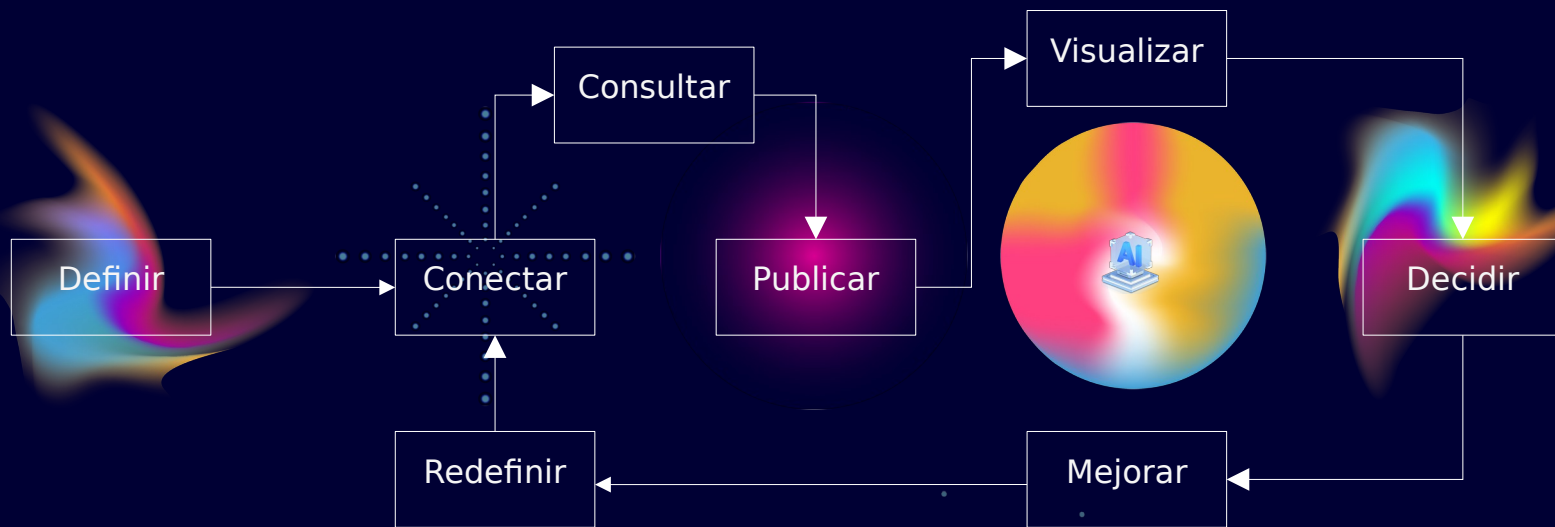 Definir
Conectar
Consultar
Publicar
Visualizar
AI
Decidir
Mejorar
Redefinir